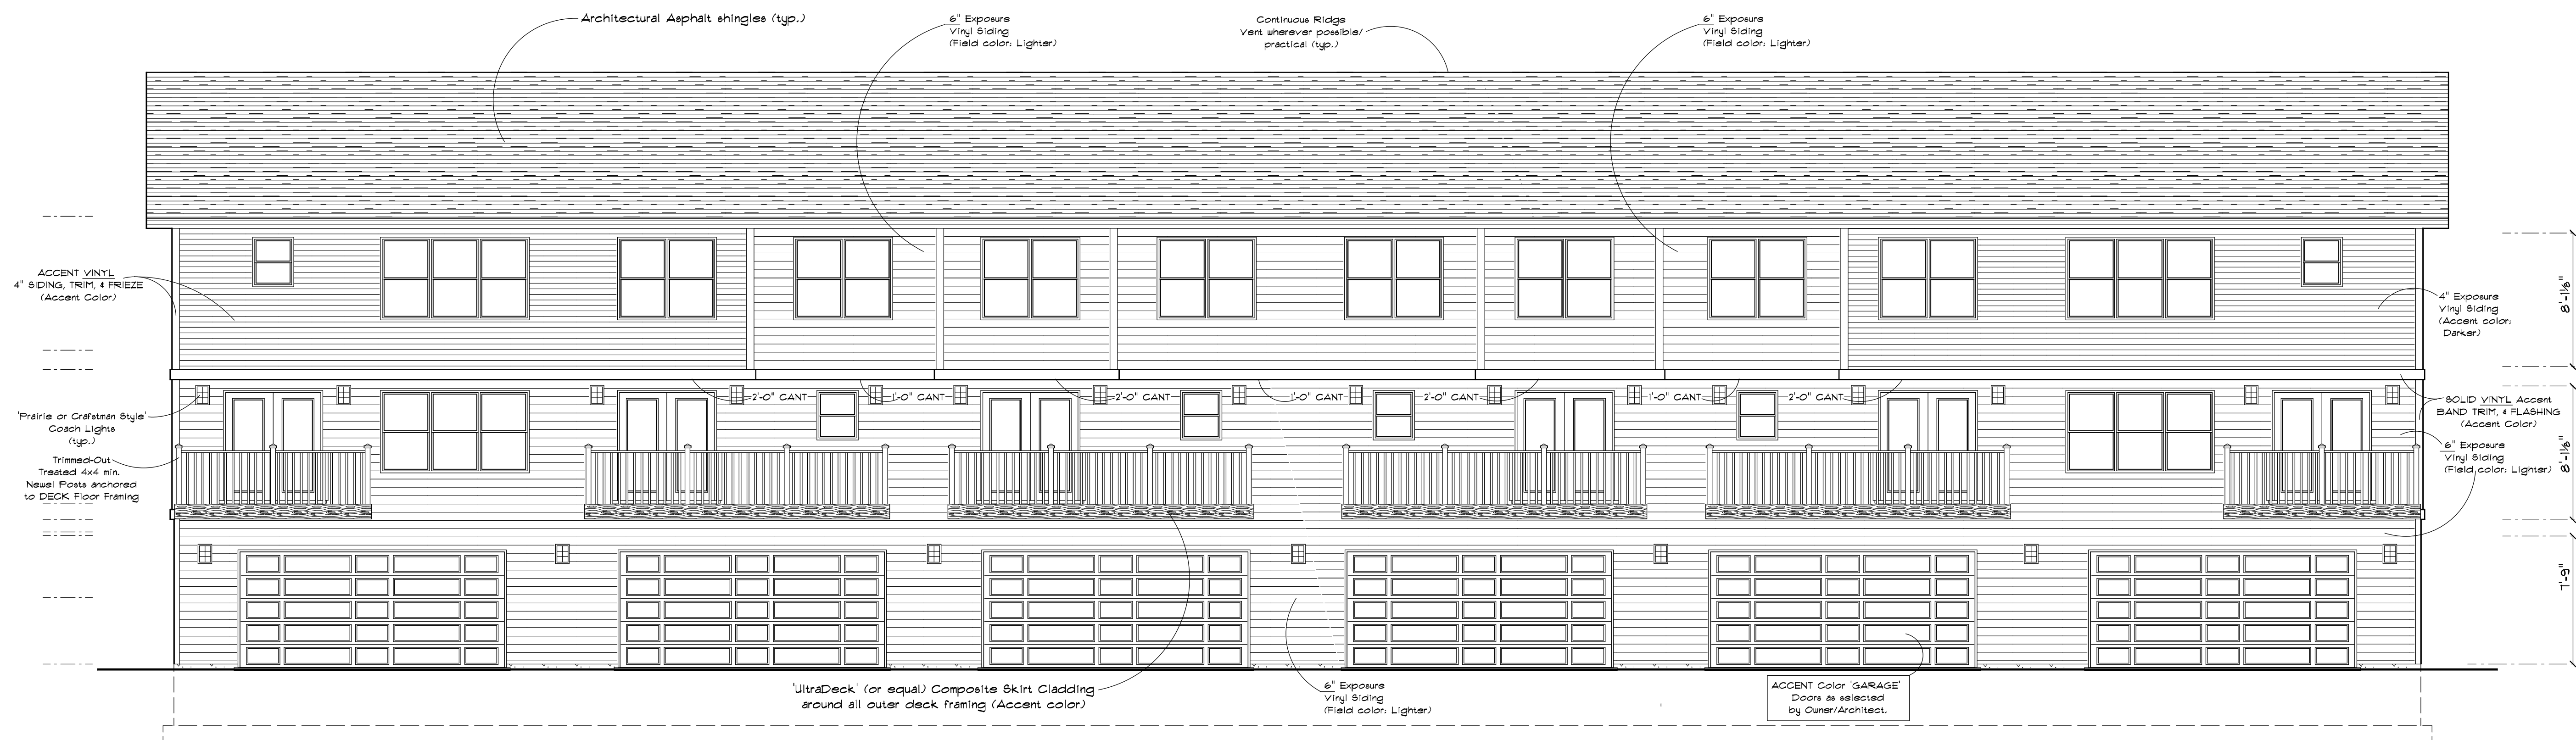 Architectural Asphalt shingles (typ.)
6" Exposure
Vinyl Siding
(Field color: Lighter)
Continuous Ridge
Vent wherever possible/
practical (typ.)
6" Exposure
Vinyl Siding
(Field color: Lighter)
ACCENT VINYL
4" SIDING, TRIM, & FRIEZE
(Accent Color)
4" Exposure
Vinyl Siding
(Accent color:
Darker)
8'-1⅛"
'Prairie or Crafstman Style'
Coach Lights
(typ.)
2'-0" CANT
1'-0" CANT
2'-0" CANT
1'-0" CANT
2'-0" CANT
1'-0" CANT
2'-0" CANT
SOLID VINYL Accent
BAND TRIM, & FLASHING
(Accent Color)
Trimmed-Out
Treated 4x4 min.
Newel Posts anchored
to DECK Floor Framing
6" Exposure
Vinyl Siding
(Field color: Lighter)
8'-1⅛"
7'-9"
'UltraDeck' (or equal) Composite Skirt Cladding
around all outer deck framing (Accent color)
6" Exposure
Vinyl Siding
(Field color: Lighter)
ACCENT Color 'GARAGE'
Doors as selected
by Owner/Architect.